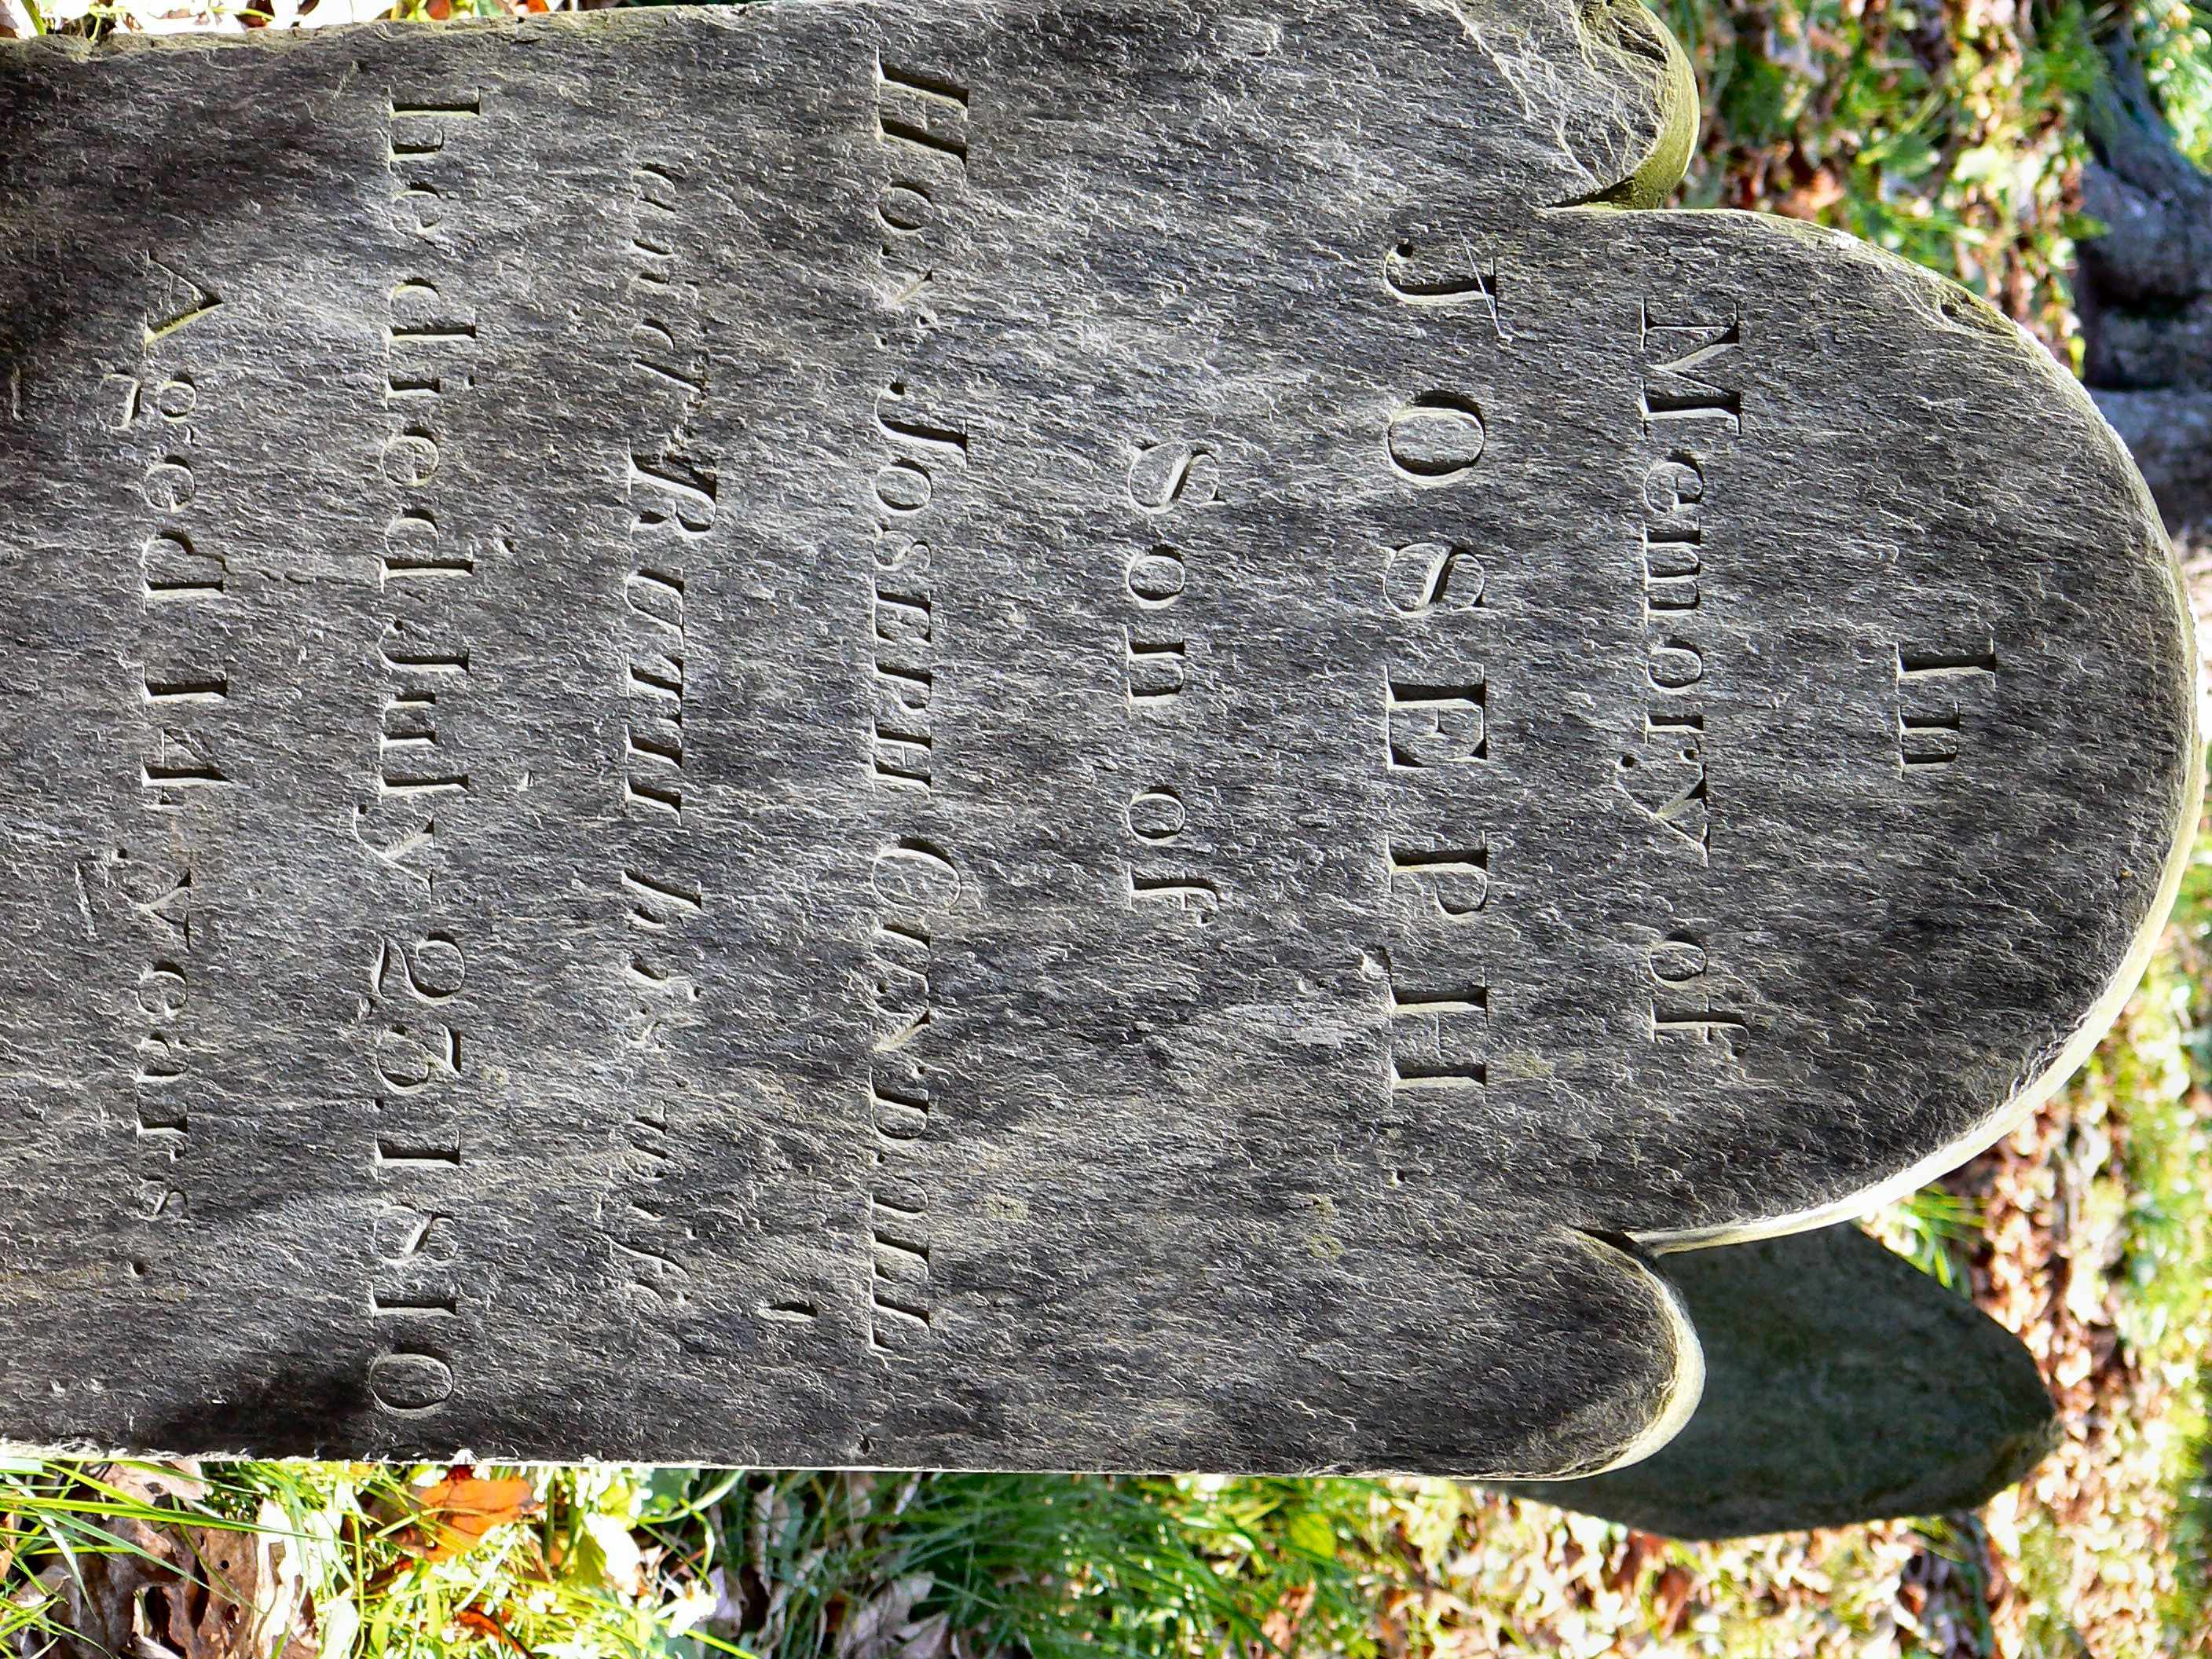 In
Memory of
JOSEPH
Son of
Hon. JOSEPH
and RUTH his wife
He died July 23. 1810
Aged 14 years